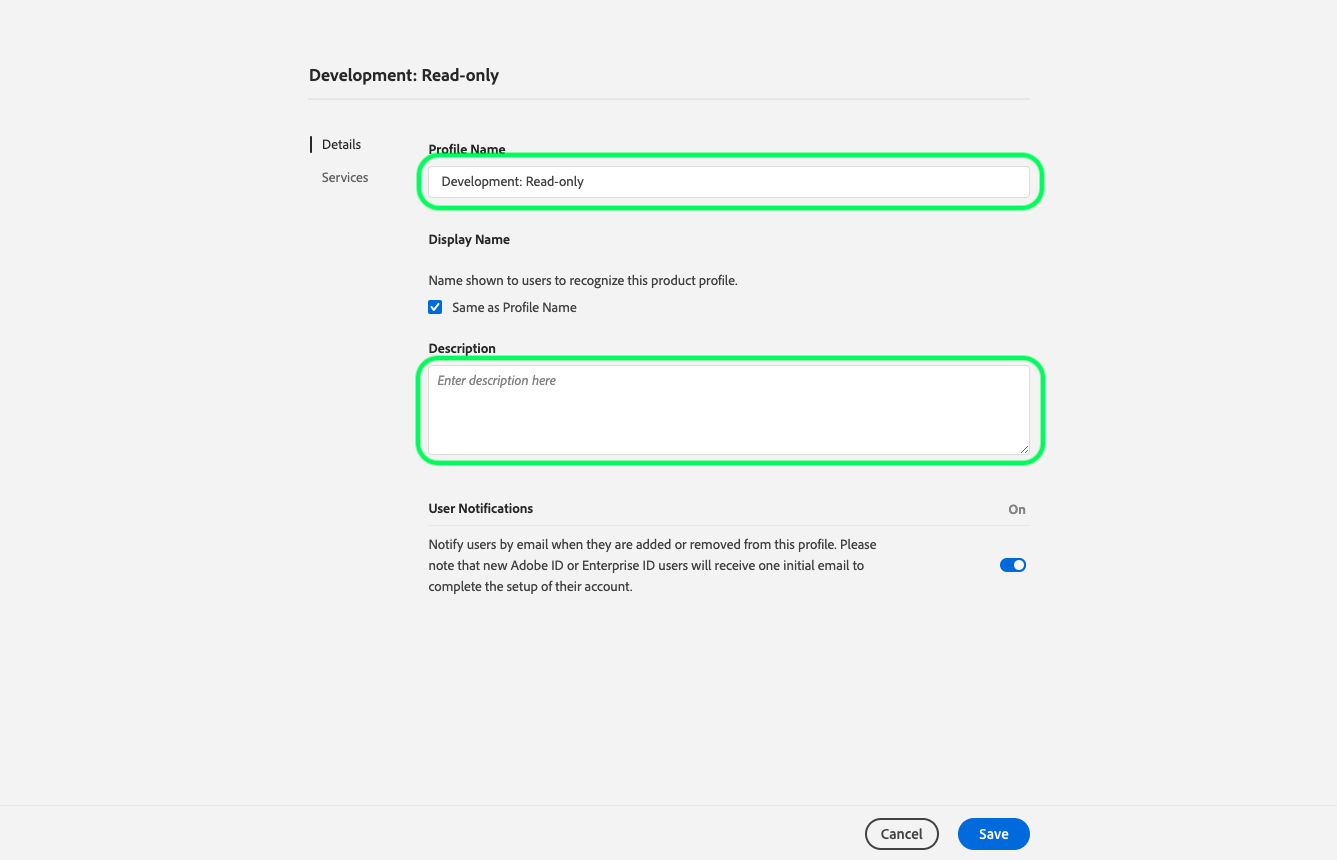 Development: Read-only
Details
Services
Profile Name
Development: Read-only
Display Name
Name shown to users to recognize this product profile.
Same as Profile Name
Description
Enter description here
User Notifications
On
Notify users by email when they are added or removed from this profile. Please
note that new Adobe ID or Enterprise ID users will receive one initial email to
complete the setup of their account.
Cancel
Save